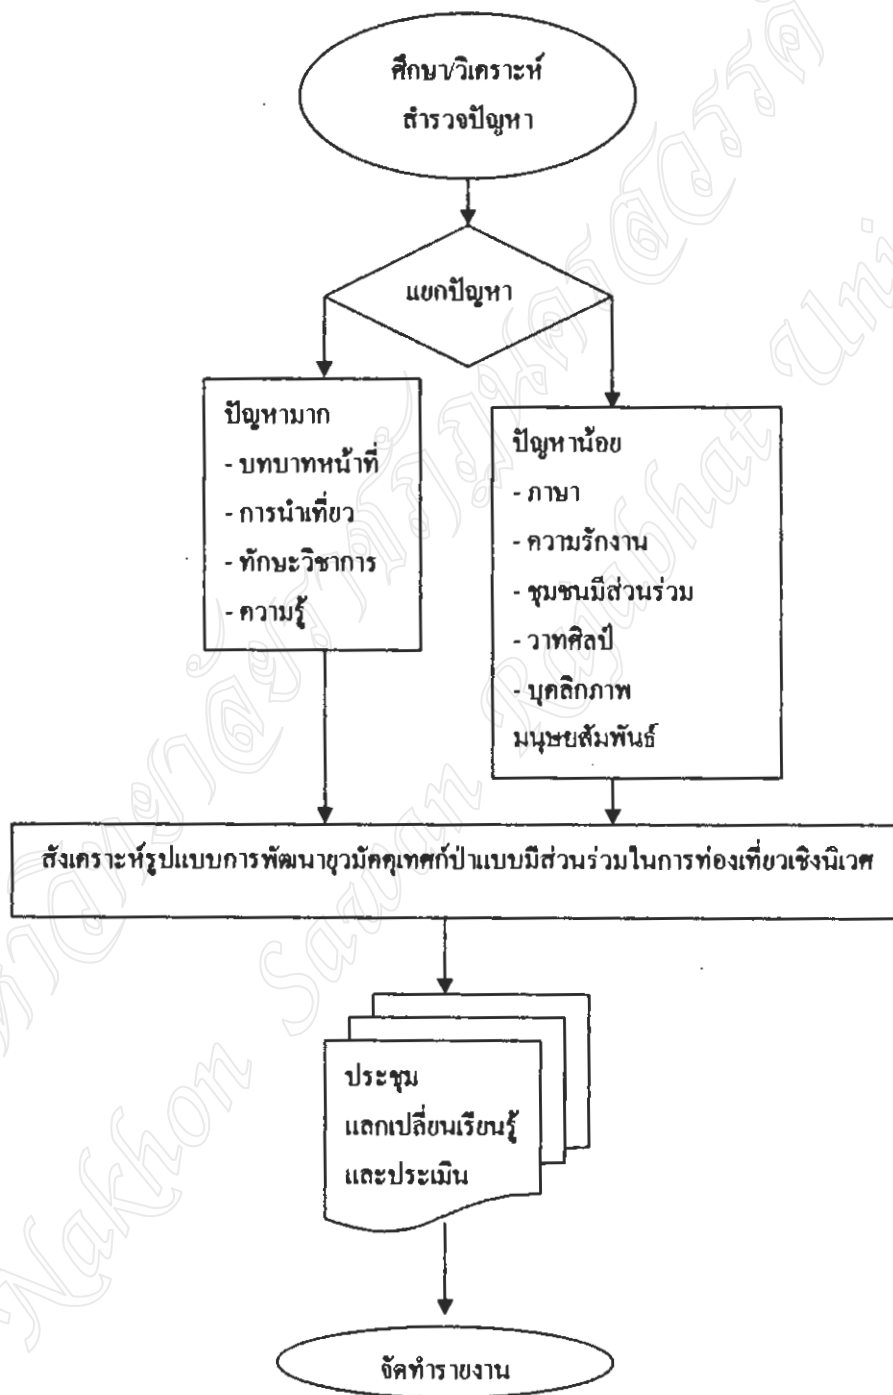 ศึกษา/วิเคราะห์
สำรวจปัญหา
แยกปัญหา
ปัญหามาก
- บทบาทหน้าที่
- การนำเที่ยว
- ทักษะวิชาการ
- ความรู้
ปัญหาน้อย
- ภาษา
- ความรักงาน
- ชุมชนมีส่วนร่วม
- วาทศิลป์
- บุคลิกภาพ
มนุษยสัมพันธ์
สังเคราะห์รูปแบบการพัฒนายุวมัคคุเทศก์ป่าแบบมีส่วนร่วมในการท่องเที่ยวเชิงนิเวศ
ประชุม
แลกเปลี่ยนเรียนรู้
และประเมิน
จัดทำรายงาน
Nakhon Sawan Rajabhat Uni